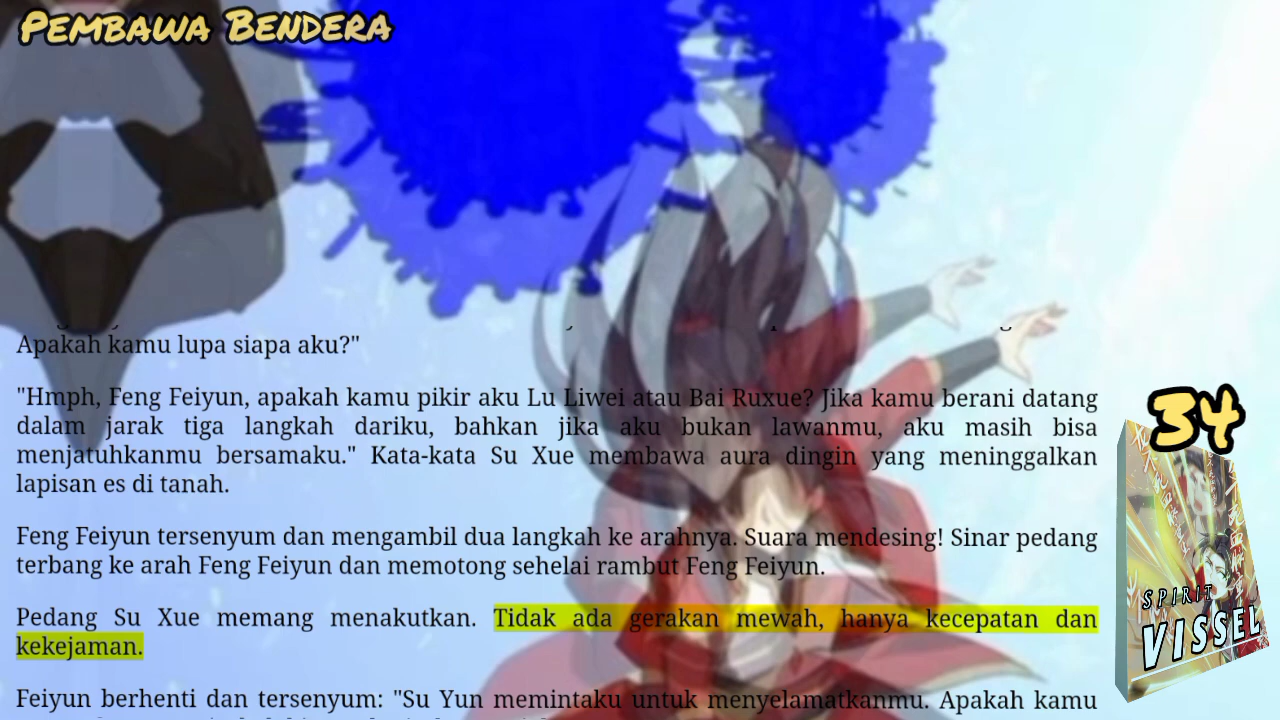 Pembawa Bendera
Apakah kamu lupa siapa aku?"
"Hmph, Feng Feiyun, apakah kamu pikir aku Lu Liwei atau Bai Ruxue? Jika kamu berani datang
dalam jarak tiga langkah dariku, bahkan jika aku bukan lawanmu, aku masih bisa
menjatuhkanmu bersamaku." Kata-kata Su Xue membawa aura dingin yang meninggalkan
lapisan es di tanah.
Feng Feiyun tersenyum dan mengambil dua langkah ke arahnya. Suara mendesing! Sinar pedang
terbang ke arah Feng Feiyun dan memotong sehelai rambut Feng Feiyun.
Pedang Su Xue memang menakutkan. Tidak ada gerakan mewah, hanya kecepatan dan
kekejaman.
Feiyun berhenti dan tersenyum: "Su Yun memintaku untuk menyelamatkanmu. Apakah kamu
34
SPIRIT
VISSEL